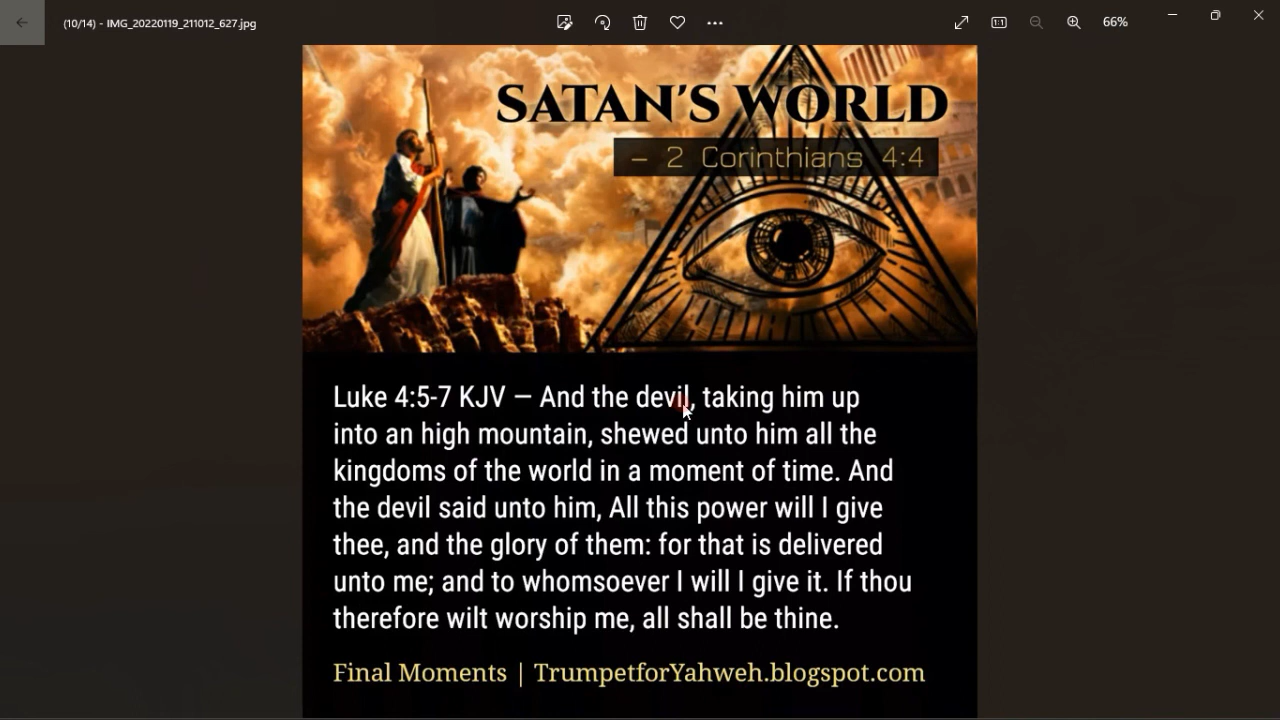 (10/14) - IMG_20220119_211012_627.jpg
66%
SATAN'S WORLD
– 2 Corinthians 4:4
Luke 4:5-7 KJV – And the devil, taking him up
into an high mountain, shewed unto him all the
kingdoms of the world in a moment of time. And
the devil said unto him, All this power will I give
thee, and the glory of them: for that is delivered
unto me; and to whomsoever I will I give it. If thou
therefore wilt worship me, all shall be thine.
Final Moments | TrumpetforYahweh.blogspot.com